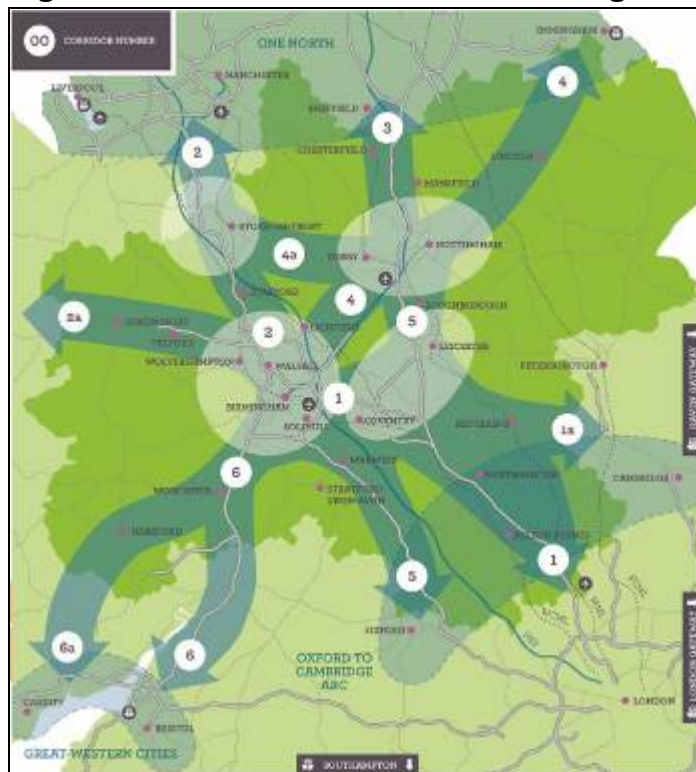 00 CORRIDOR NUMBER
ONE NORTH
IMMINGHAM
MANCHESTER
LIVERPOOL
SHEFFIELD
4
3
2
CHESTERFIELD
LINCOLN
MANSFIELD
STOKE-ON-TRENT
NOTTINGHAM
4a
DERBY
STAFFORD
4
LOUGHBOROUGH
2a
SHREWSBURY
TELFORD
2
LICHFIELD
5
LEICESTER
WOLVERHAMPTON
WALSALL
PETERBOROUGH
BIRMINGHAM
1
SOLIHULL
COVENTRY
KETTERING
1a
WARWICK
CAMBRIDGE
6
NORTHAMPTON
WORCESTER
STRATFORD-
UPON-AVON
HEREFORD
MILTON KEYNES
1
5
OXFORD
6a
6
OXFORD TO
CAMBRIDGE
ARC
CARDIFF
BRISTOL
LONDON
GREAT-WESTERN CITIES
SOUTHAMPTON